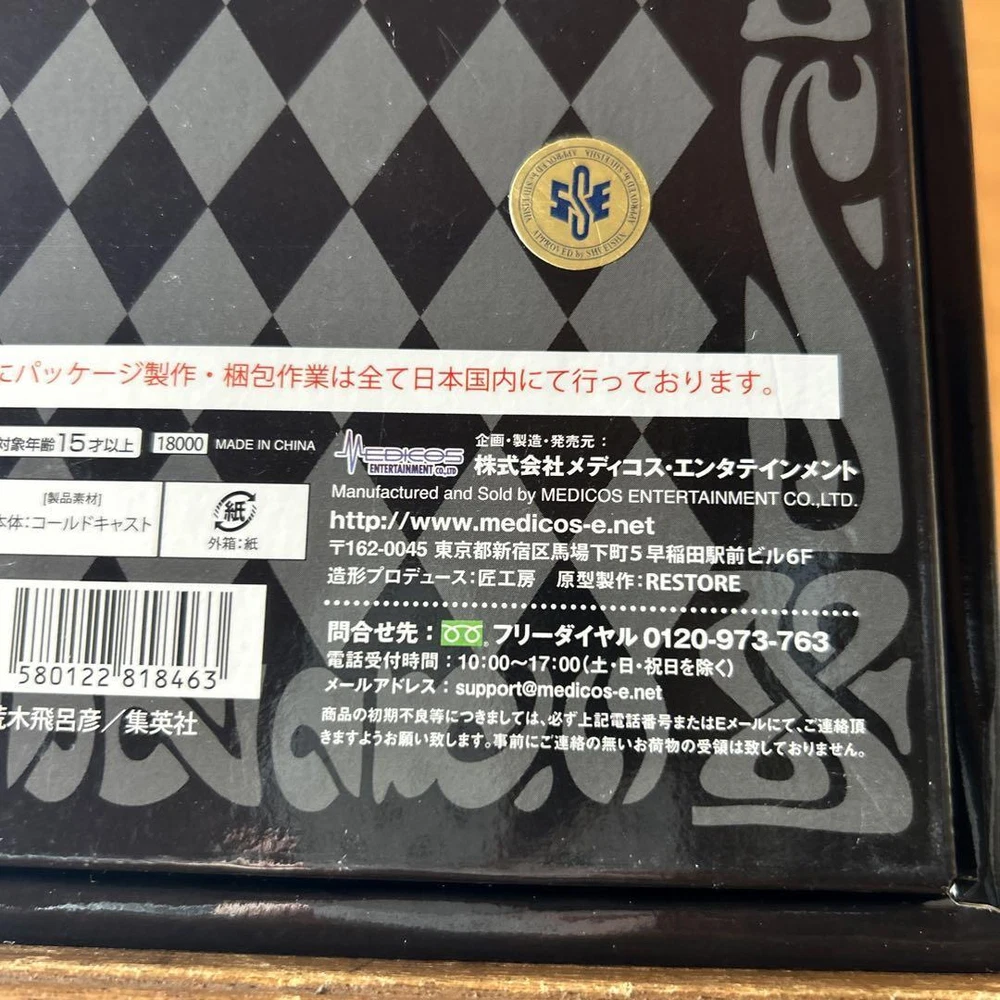 APPROVED by SHUEISHA APPROVED by SHUEISHA APPROVED by SHUEISHA
SSE
にパッケージ製作・梱包作業は全て日本国内にて行っております。
対象年齢15才以上 18000 MADE IN CHINA
MEDICOS
ENTERTAINMENT CO.,LTD
企画・製造・発売元：
株式会社メディコス・エンタテインメント
Manufactured and Sold by MEDICOS ENTERTAINMENT CO.,LTD.
http://www.medicos-e.net
〒162-0045 東京都新宿区馬場下町5 早稲田駅前ビル6F
造形プロデュース：匠工房 原型製作：RESTORE
[製品素材]
本体：コールドキャスト
紙
外箱：紙
580122 818463
荒木飛呂彦／集英社
問合せ先： フリーダイヤル 0120-973-763
電話受付時間：10:00～17:00（土・日・祝日を除く）
メールアドレス：support@medicos-e.net
商品の初期不良等につきましては、必ず上記電話番号またはEメールにて、ご連絡頂
きますようお願い致します。事前にご連絡の無いお荷物の受領は致しておりません。